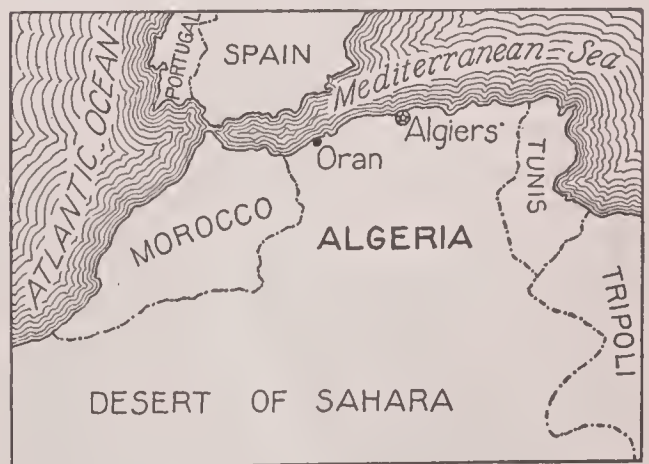 PORTUGAL
SPAIN
Mediterranean Sea
ATLANTIC OCEAN
Algiers
Oran
TUNIS
MOROCCO
ALGERIA
TRIPOLI
DESERT OF SAHARA